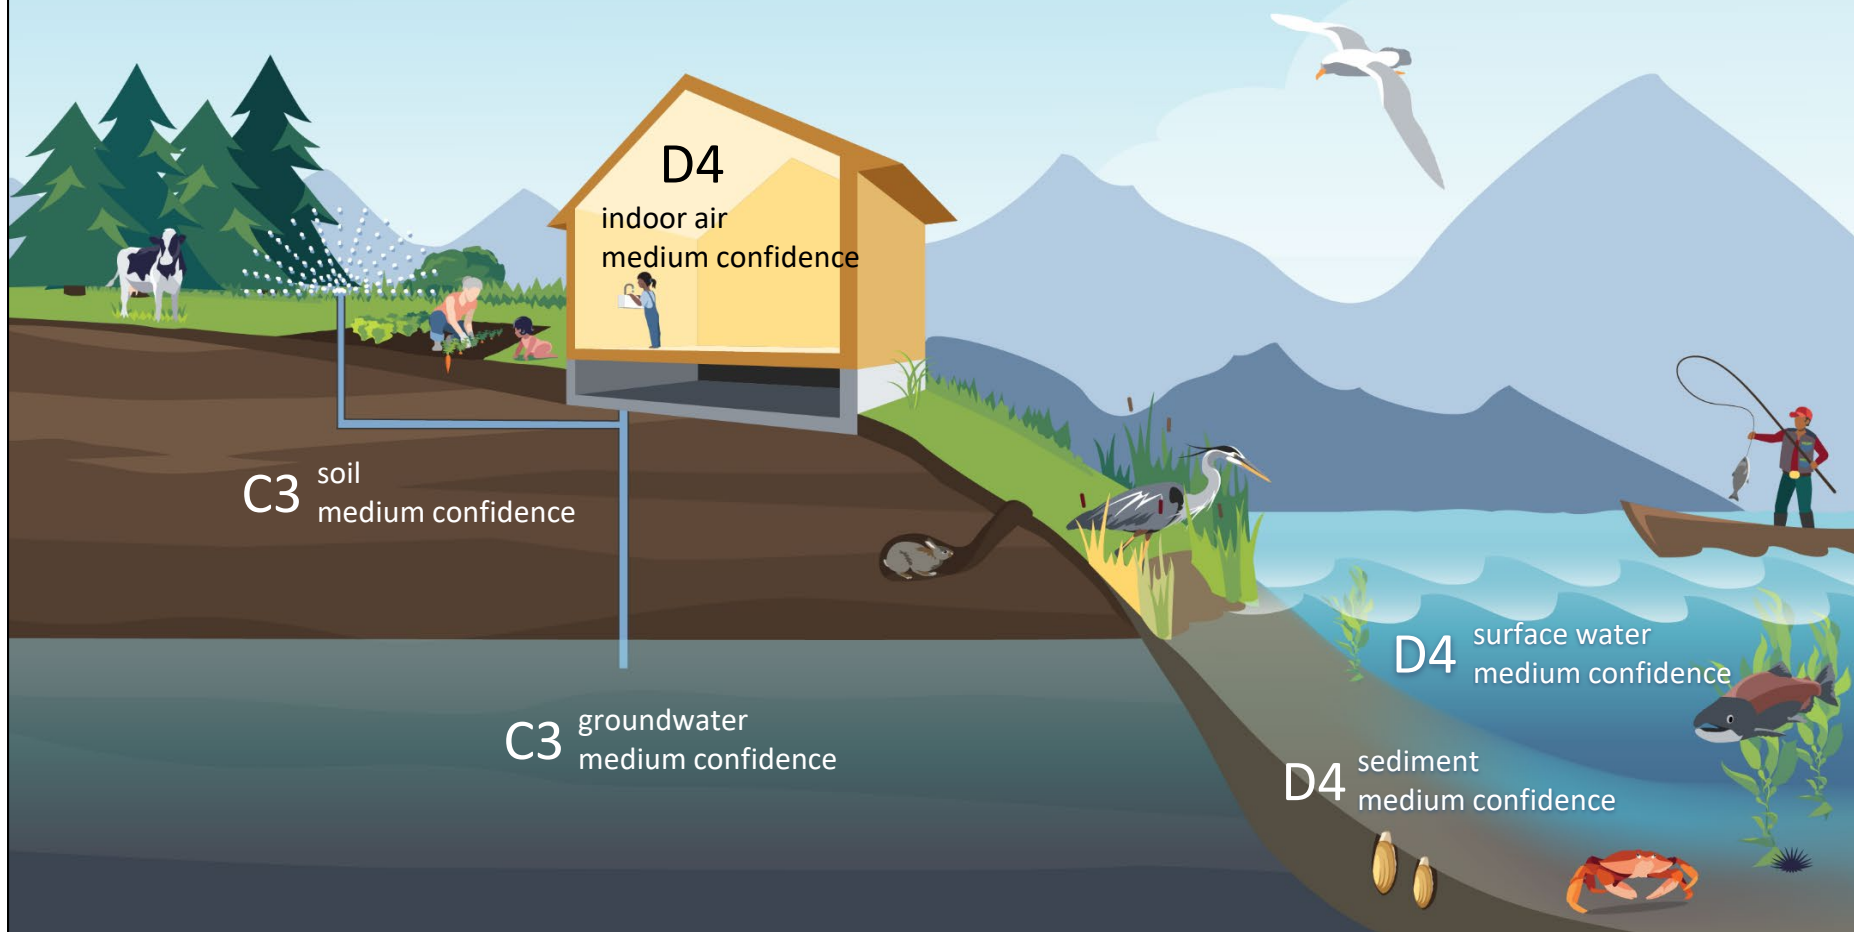 D4
indoor air
medium confidence
C3
soil
medium confidence
C3
groundwater
medium confidence
D4
surface water
medium confidence
D4
sediment
medium confidence